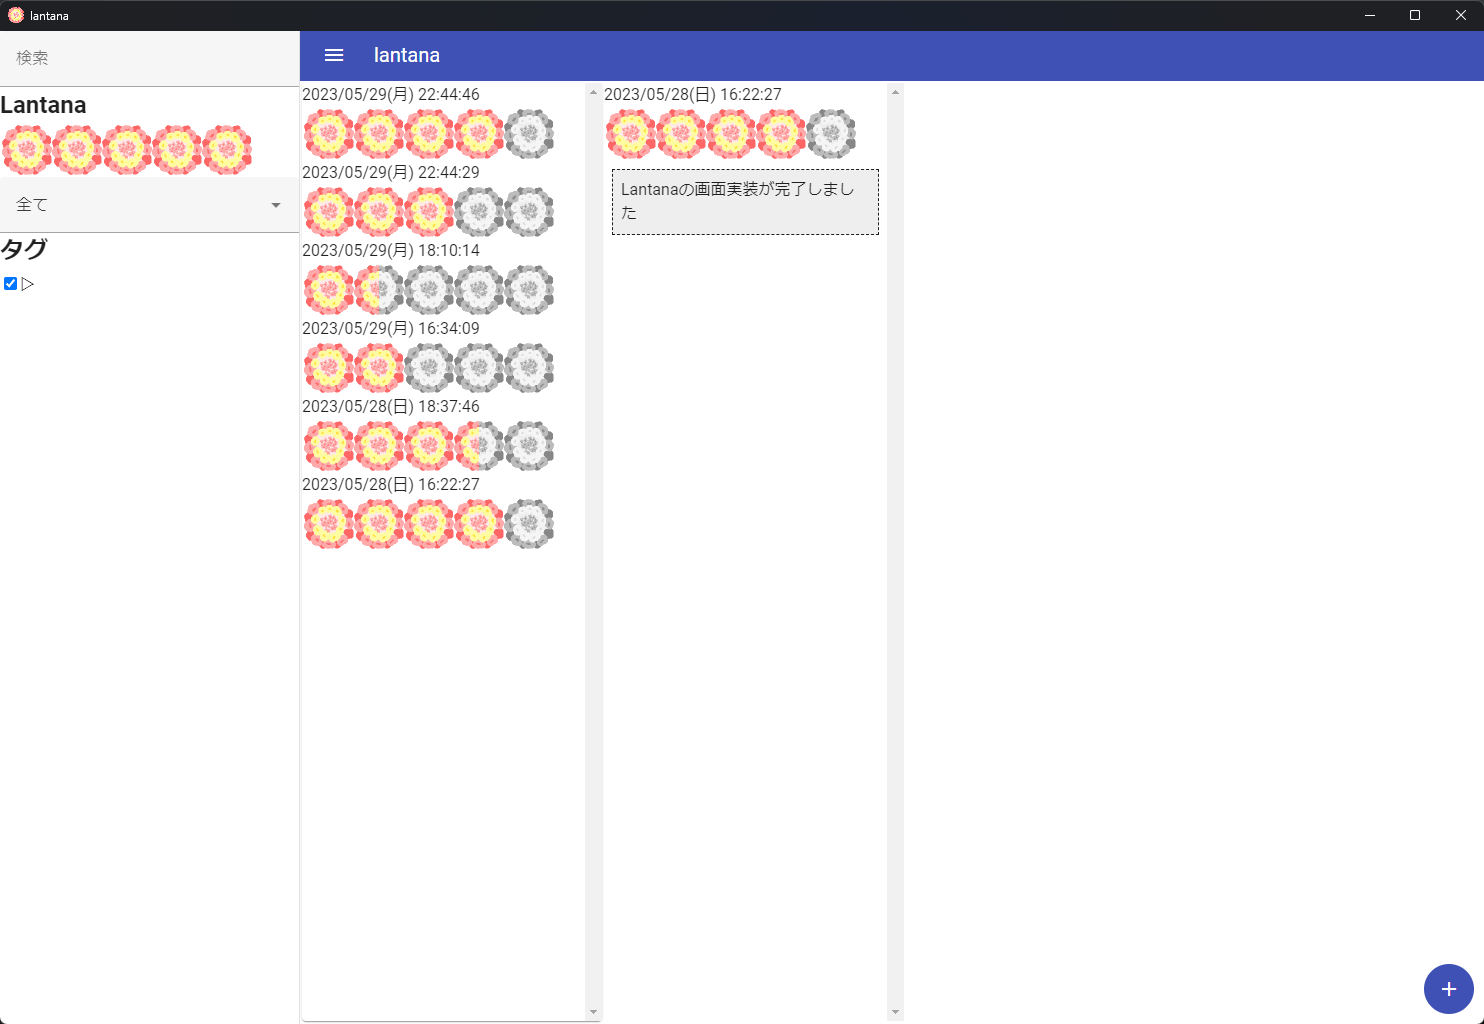 lantana
検索
Lantana
全て
タグ
lantana
2023/05/29(月) 22:44:46
2023/05/29(月) 22:44:29
2023/05/29(月) 18:10:14
2023/05/29(月) 16:34:09
2023/05/28(日) 18:37:46
2023/05/28(日) 16:22:27
2023/05/28(日) 16:22:27
Lantanaの画面実装が完了しまし
た